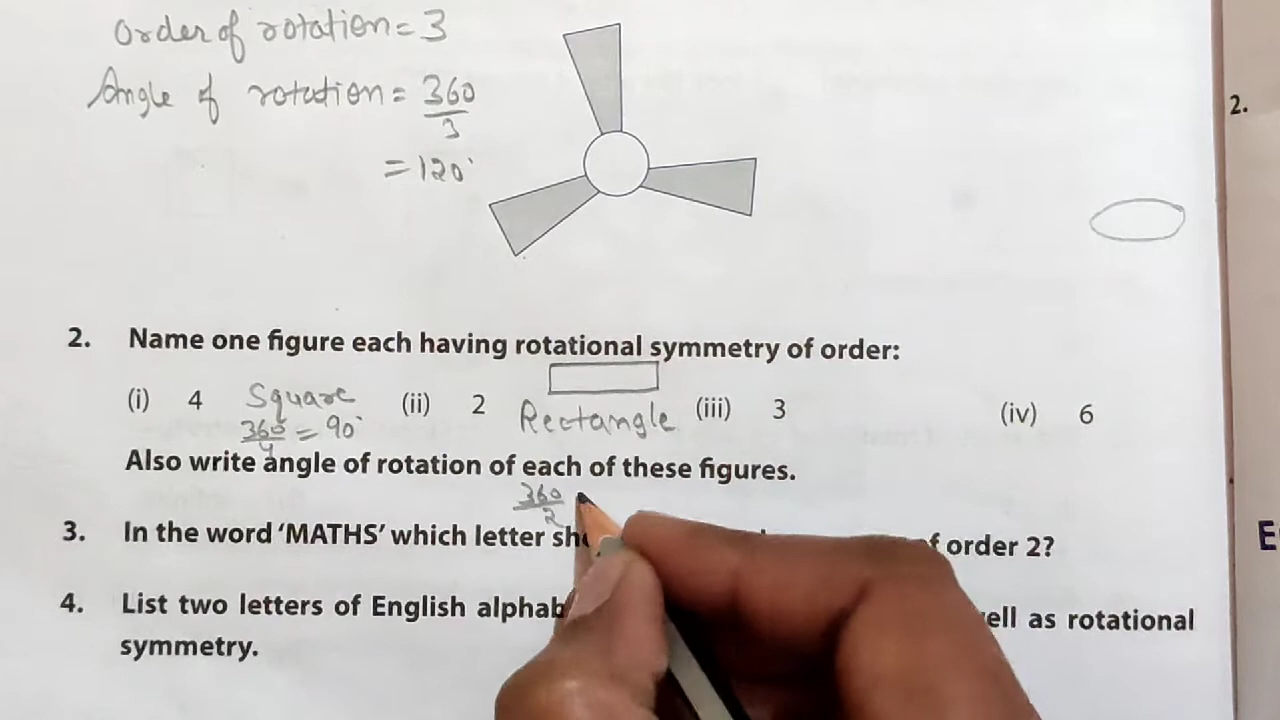 Order of rotation = 3
Angle of rotation = 360
3
= 120°
2.
2. Name one figure each having rotational symmetry of order:
(i) 4 Square (ii) 2 Rectangle (iii) 3 (iv) 6
360/4 = 90°
Also write angle of rotation of each of these figures.
360
2
3. In the word 'MATHS' which letter of order 2?
4. List two letters of English as rotational
symmetry.